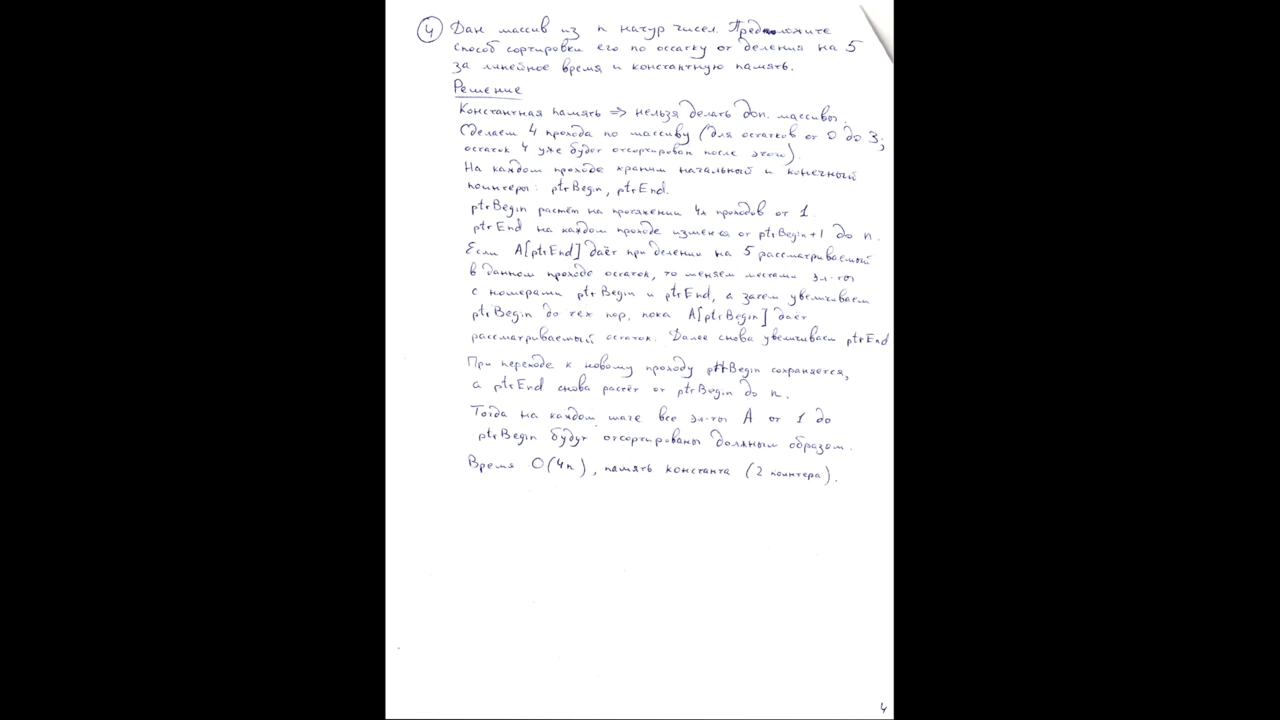 4 Дан массив из n натур чисел. Предположите
способ сортировки его по оссатку от деления на 5
за линейное время и константную память.
Решение
Константная память => нельзя делать доп. массивы.
Сделаем 4 прохода по массиву (для остатков от 0 до 3;
остаток 4 уже будет отсортирован после этого).
На каждом проходе храним начальный и конечный
поинтеры: ptrBegin, ptrEnd.
ptrBegin растёт на протяжении 4х проходов от 1.
ptrEnd на каждом проходе изменяя от ptrBegin+1 до n.
Если A[ptrEnd] даёт при делении на 5 рассматриваемый
в данном проходе остаток, то меняем местами эл-ты
с номерами ptrBegin и ptrEnd, а затем увеличиваем
ptrBegin до тех пор, пока A[ptrBegin] даёт
рассматриваемый остаток. Далее снова увеличиваем ptrEnd
При переходе к новому проходу ptrBegin сохраняется,
а ptrEnd снова растёт от ptrBegin до n.
Тогда на каждом шаге все эл-ты A от 1 до
ptrBegin будут отсортированы должным образом.
Время O(4n), память константа (2 поинтера).
4